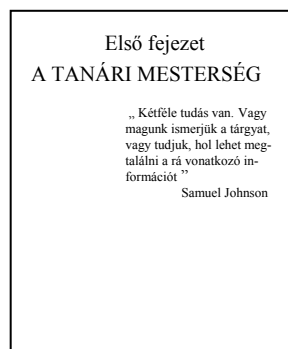 Első fejezet
A TANÁRI MESTERSÉG
„ Kétféle tudás van. Vagy
magunk ismerjük a tárgyat,
vagy tudjuk, hol lehet meg-
találni a rá vonatkozó in-
formációt ”
Samuel Johnson